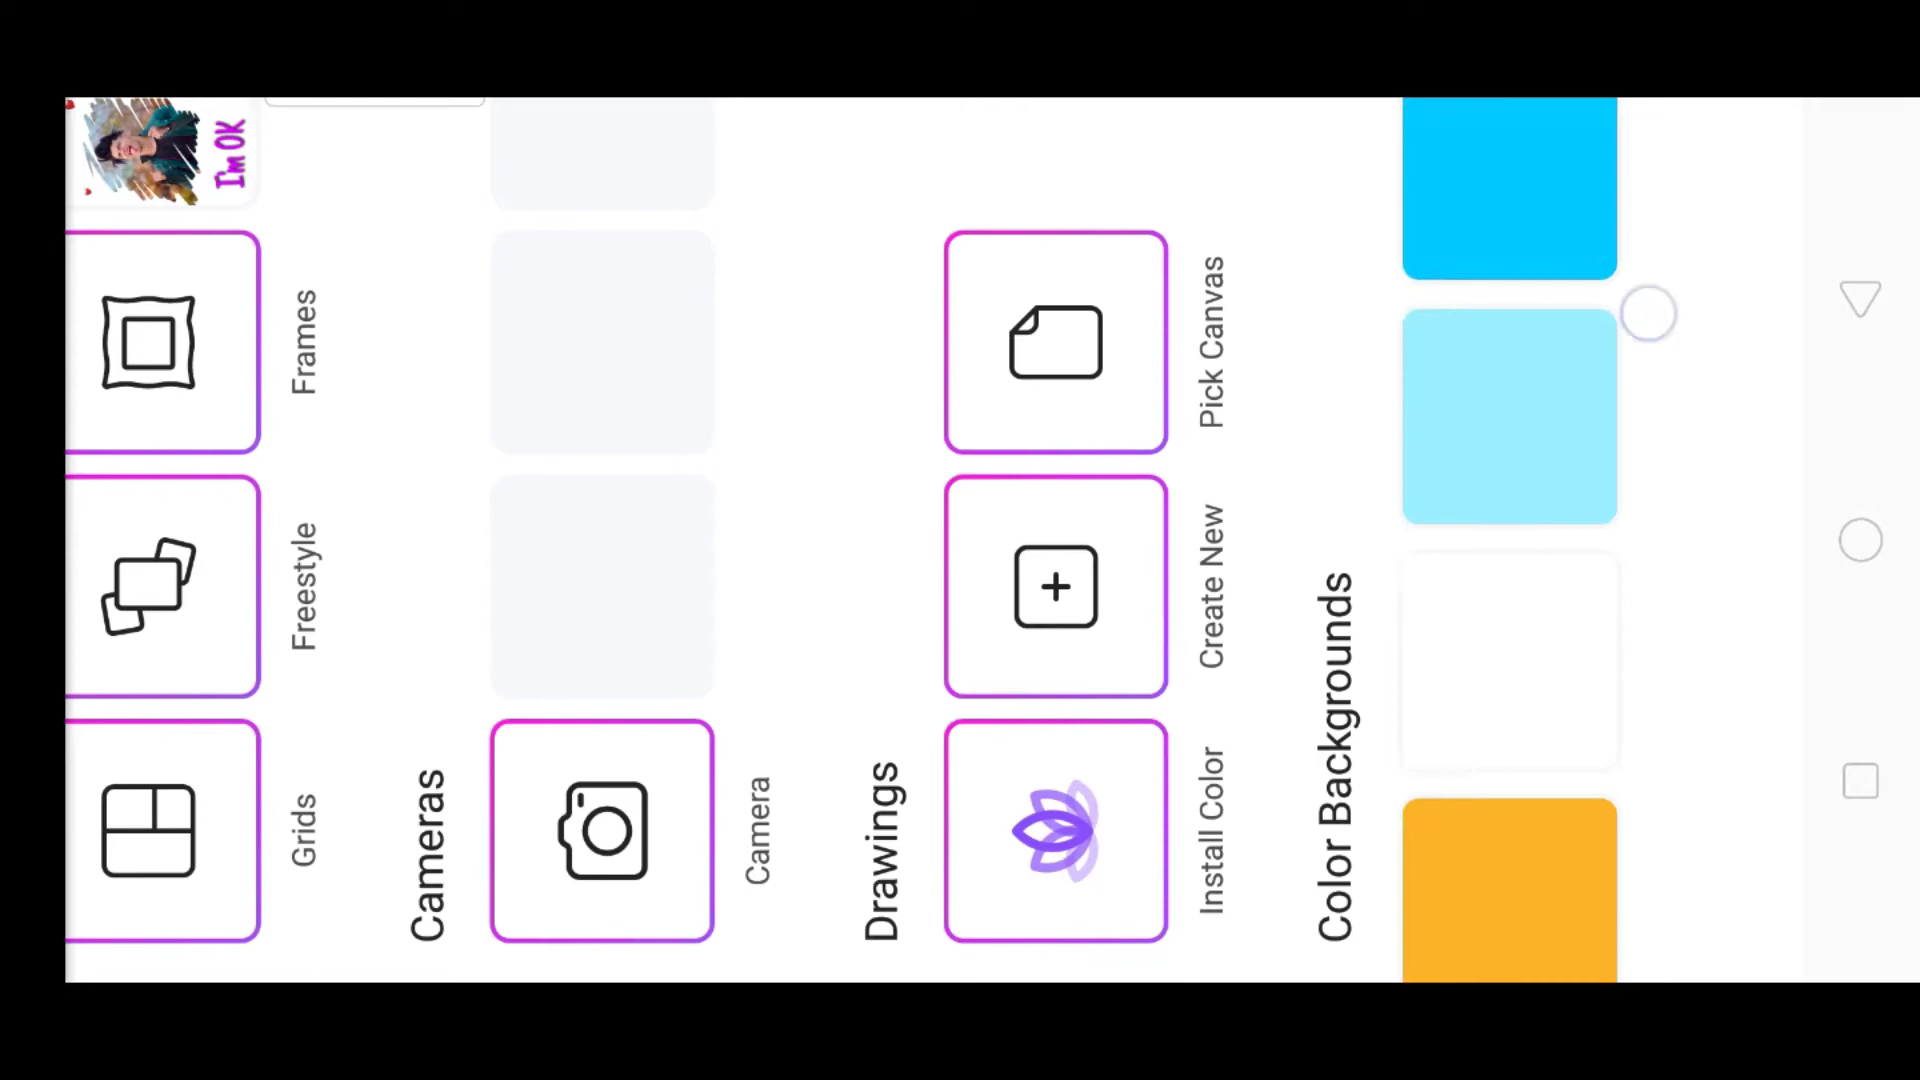 I'm OK
Grids
Freestyle
Frames
Cameras
Camera
Drawings
Install Color
Create New
Pick Canvas
Color Backgrounds